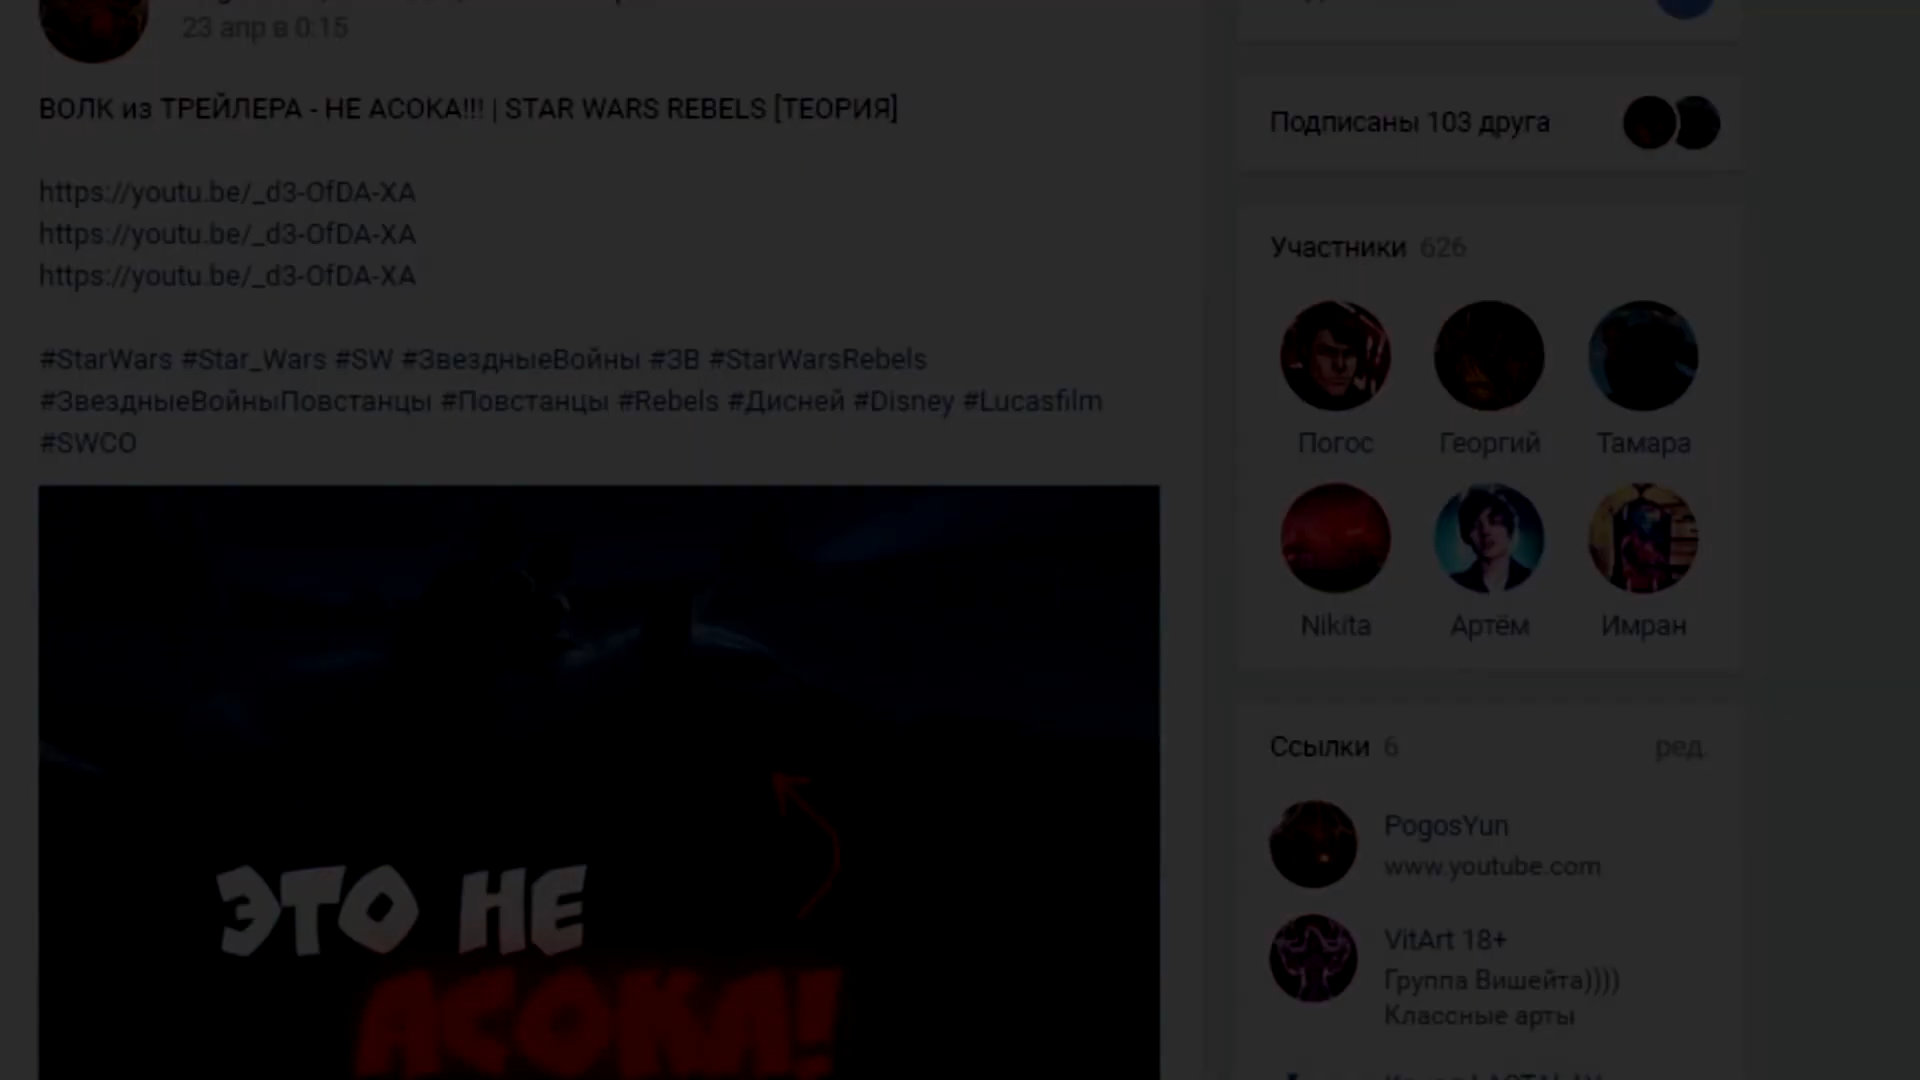 23 апр в 0:15
ВОЛК из ТРЕЙЛЕРА - НЕ АСОКА!!! | STAR WARS REBELS [ТЕОРИЯ]
https://youtu.be/_d3-OfDA-XA
https://youtu.be/_d3-OfDA-XA
https://youtu.be/_d3-OfDA-XA
#StarWars #Star_Wars #SW #ЗвездныеВойны #ЗВ #StarWarsRebels
#ЗвездныеВойныПовстанцы #Повстанцы #Rebels #Дисней #Disney #Lucasfilm
#SWCO
ЭТО НЕ
АСОКА!
Подписаны 103 друга
Участники 626
Погос Георгий Тамара
Nikita Артём Имран
Ссылки 6 ред.
PogosYun
www.youtube.com
VitArt 18+
Группа Вишейта))))
Классные арты